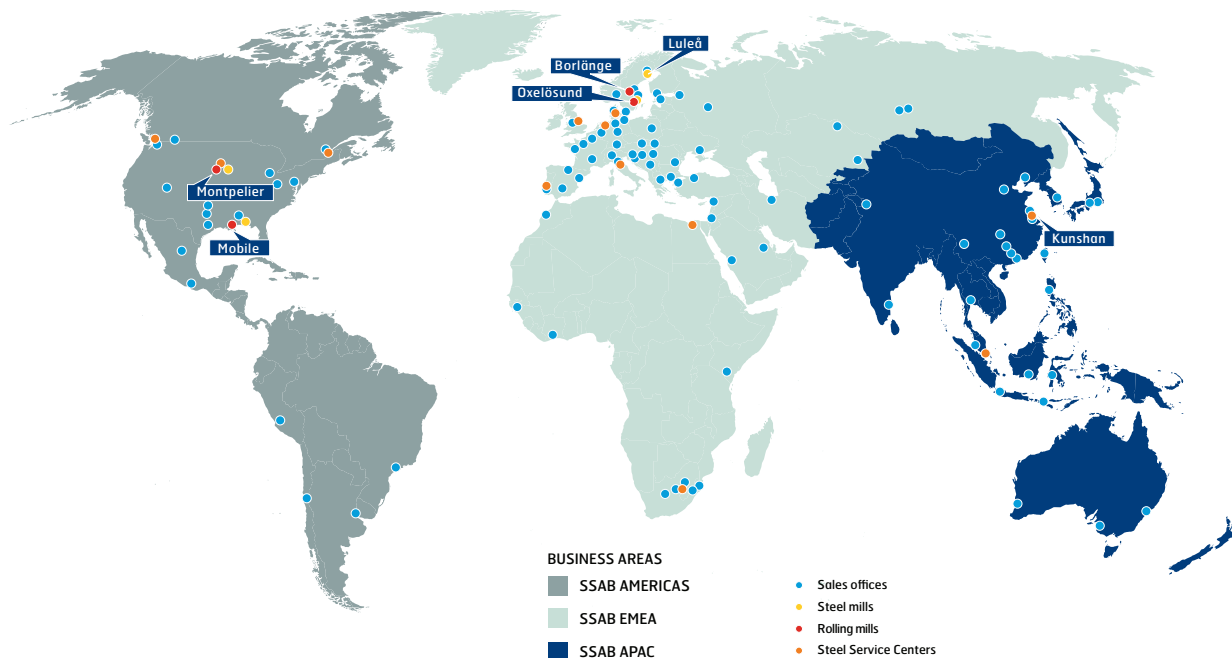 Luleå
Borlänge
Oxelösund
Montpelier
Mobile
Kunshan
BUSINESS AREAS
SSAB AMERICAS
SSAB EMEA
SSAB APAC
Sales offices
Steel mills
Rolling mills
Steel Service Centers